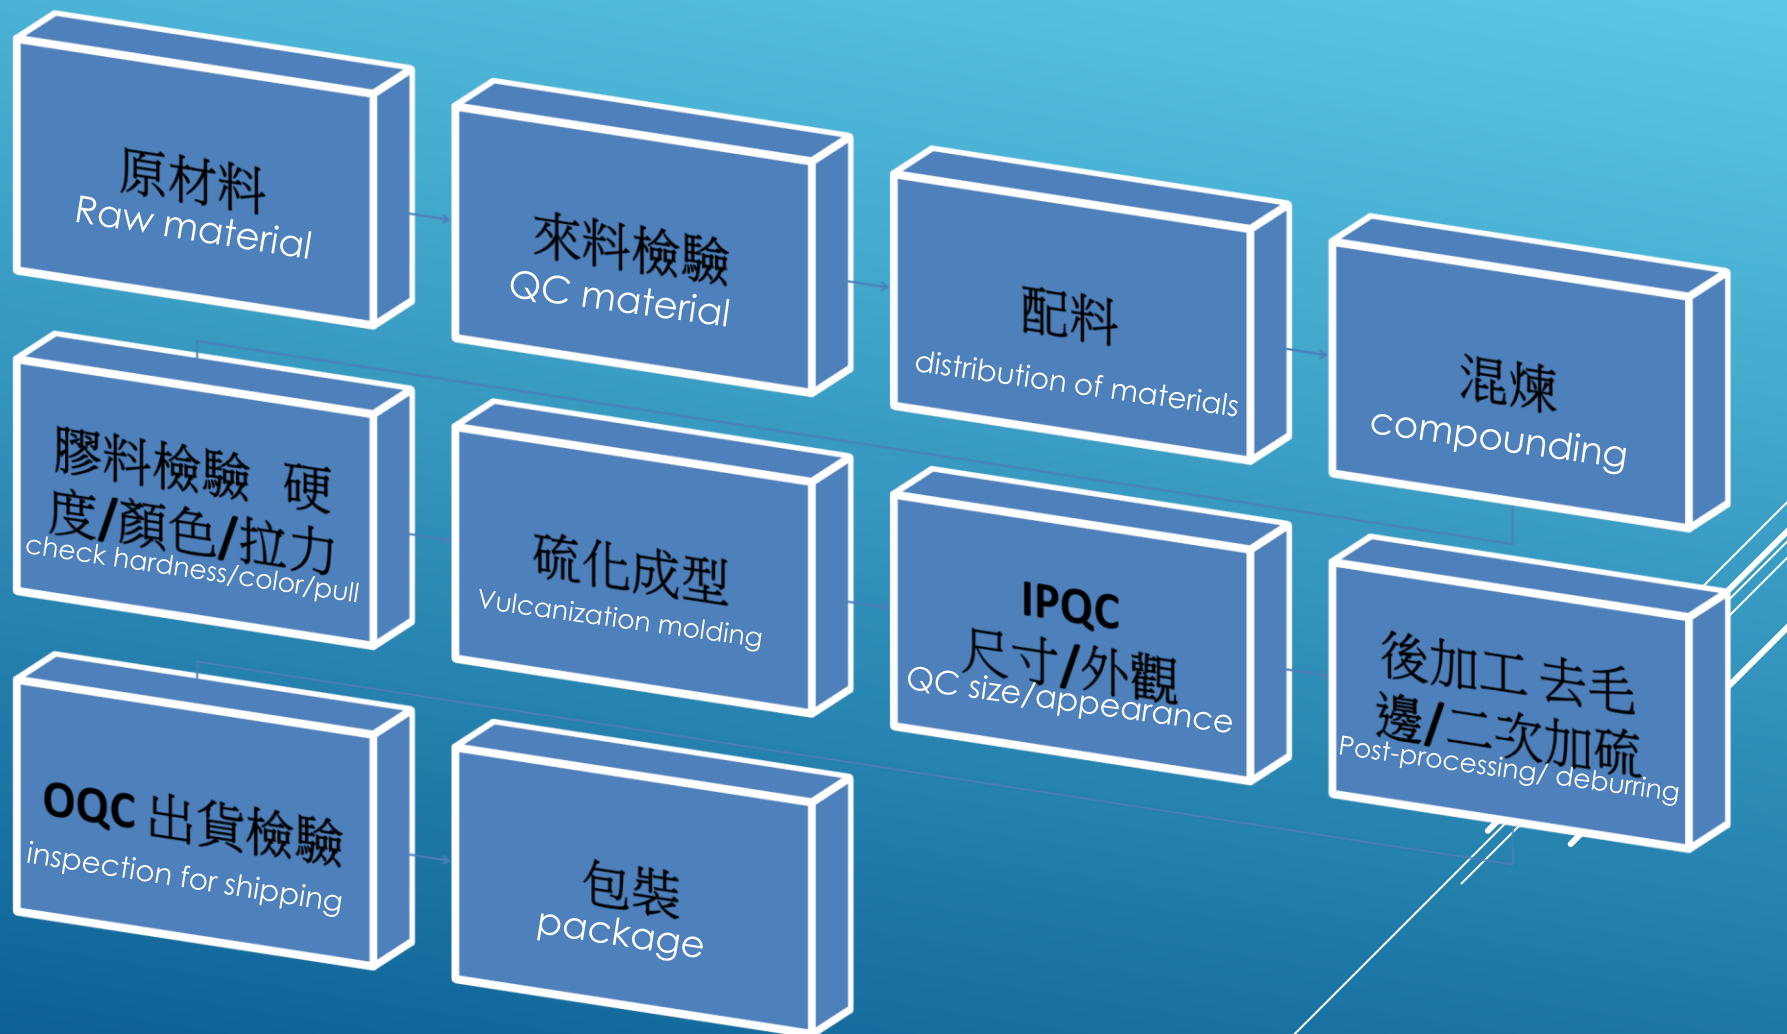 原材料
Raw material
來料檢驗
QC material
配料
distribution of materials
混煉
compounding
膠料檢驗 硬
度/顏色/拉力
check hardness/color/pull
硫化成型
Vulcanization molding
IPQC
尺寸/外觀
QC size/appearance
後加工 去毛
邊/二次加硫
Post-processing/ deburring
OQC 出貨檢驗
inspection for shipping
包裝
package